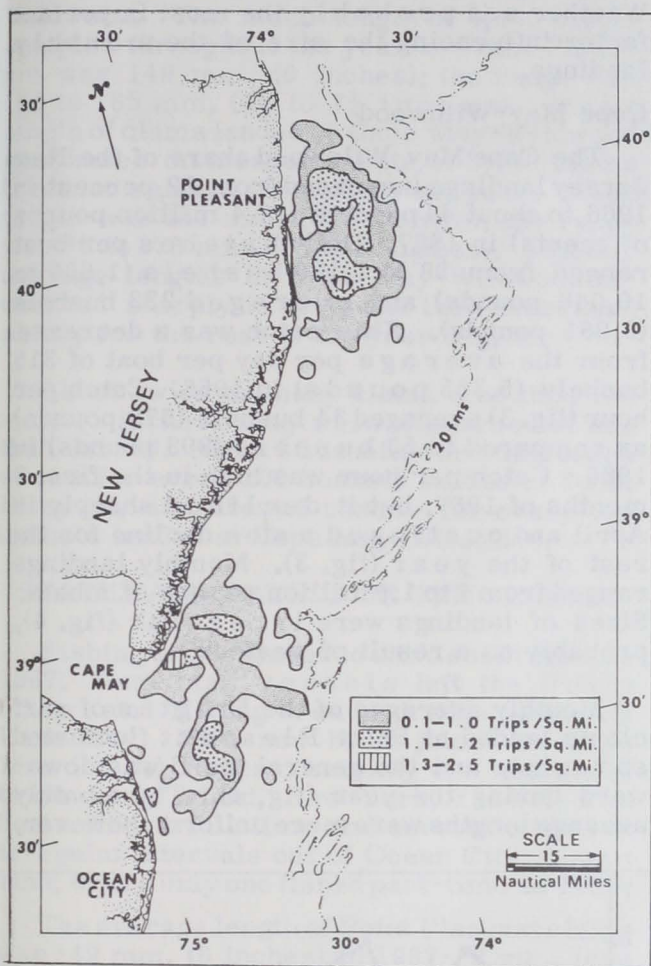 30'
74°
30'
30'
N
40°
POINT
PLEASANT
40°
30'
NEW JERSEY
20 fms
30'
39°
39°
CAPE
MAY
30'
0.1-1.0 Trips/Sq.Mi.
1.1-1.2 Trips/Sq.Mi.
1.3-2.5 Trips/Sq.Mi.
30'
SCALE
15
Nautical Miles
OCEAN
CITY
75°
30'
74°